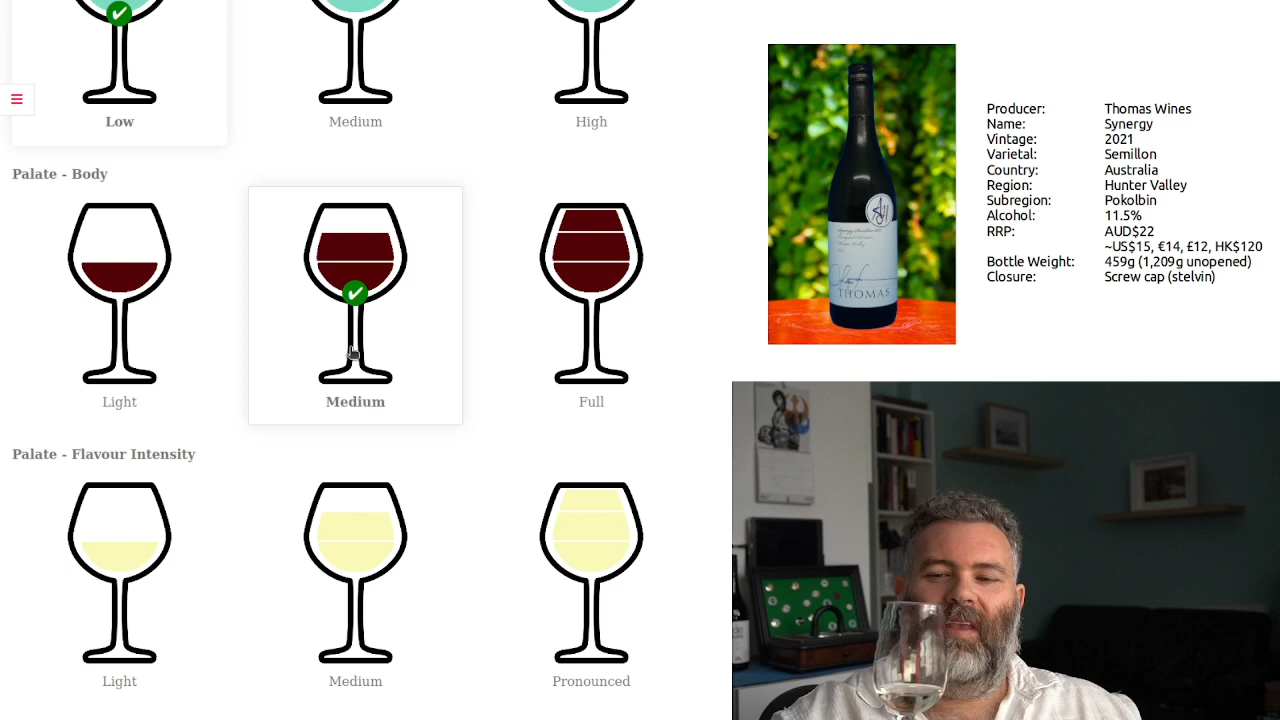 Low
Medium
High
Palate - Body
Light
Medium
Full
Palate - Flavour Intensity
Light
Medium
Pronounced
THOMAS
Producer: Thomas Wines
Name: Synergy
Vintage: 2021
Varietal: Semillon
Country: Australia
Region: Hunter Valley
Subregion: Pokolbin
Alcohol: 11.5%
RRP: AUD$22
~US$15, €14, £12, HK$120
Bottle Weight: 459g (1,209g unopened)
Closure: Screw cap (stelvin)